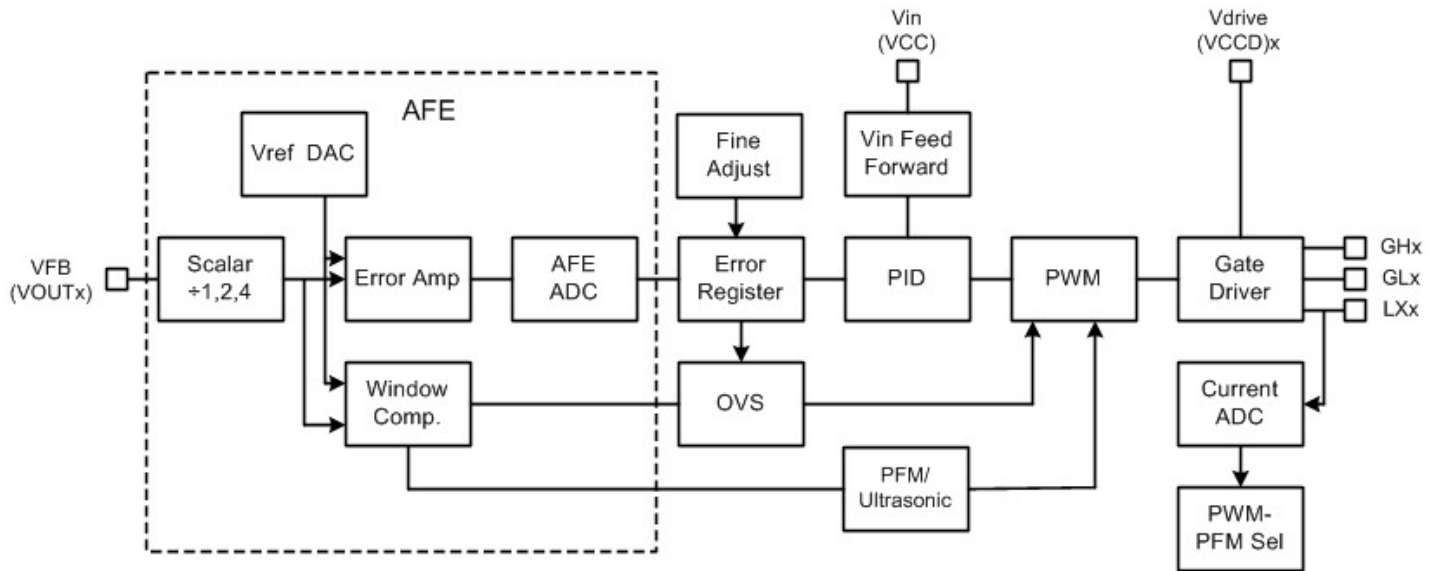 Vin
(VCC)
Vdrive
(VCCD)x
AFE
Vref DAC
Fine
Adjust
Vin Feed
Forward
VFB
(VOUTx)
Scalar
÷1,2,4
Error Amp
AFE
ADC
Error
Register
PID
PWM
Gate
Driver
GHx
GLx
LXx
Window
Comp.
OVS
Current
ADC
PFM/
Ultrasonic
PWM-
PFM Sel